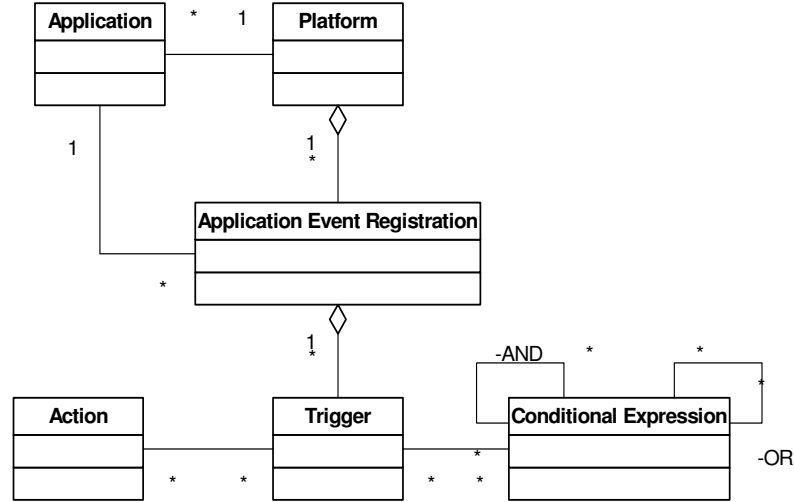 Application * 1 Platform
1 1
*
Application Event Registration
*
1
*
-AND * *
*
Action Trigger Conditional Expression
*
-OR
* * * *